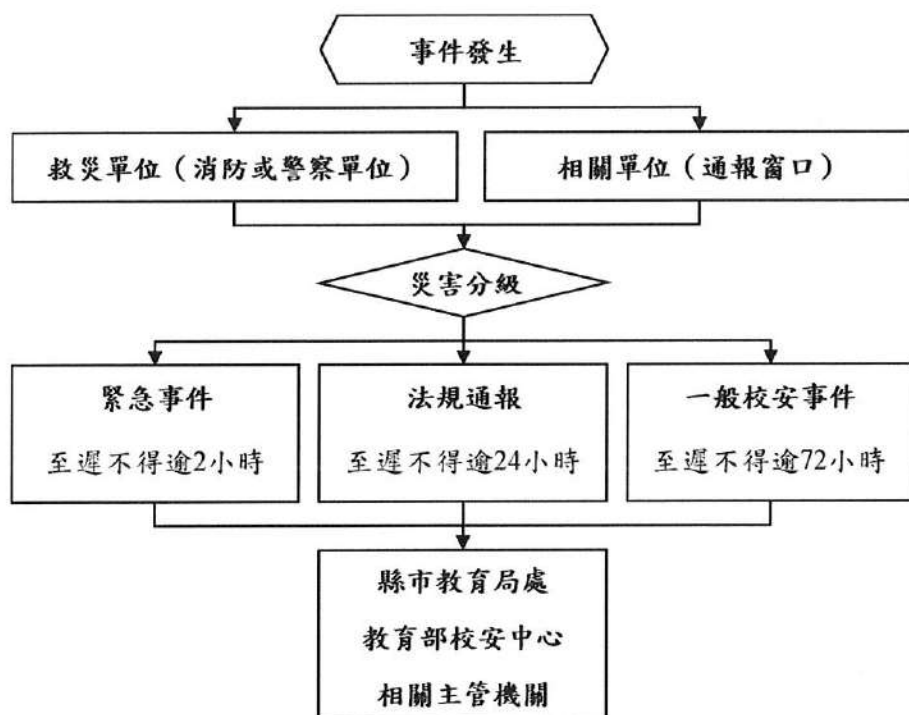 事件發生
救災單位（消防或警察單位）
相關單位（通報窗口）
災害分級
緊急事件
至遲不得逾2小時
法規通報
至遲不得逾24小時
一般校安事件
至遲不得逾72小時
縣市教育局處
教育部校安中心
相關主管機關